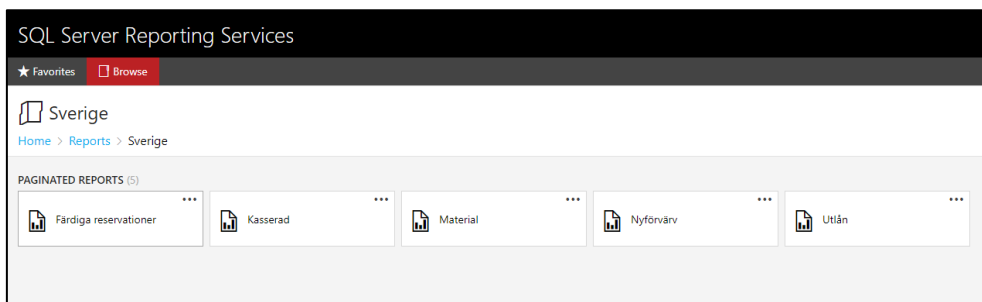 SQL Server Reporting Services
Favorites Browse
Sverige
Home > Reports > Sverige
PAGINATED REPORTS (5)
Färdiga reservationer Kasserad Material Nyförvärv Utlån